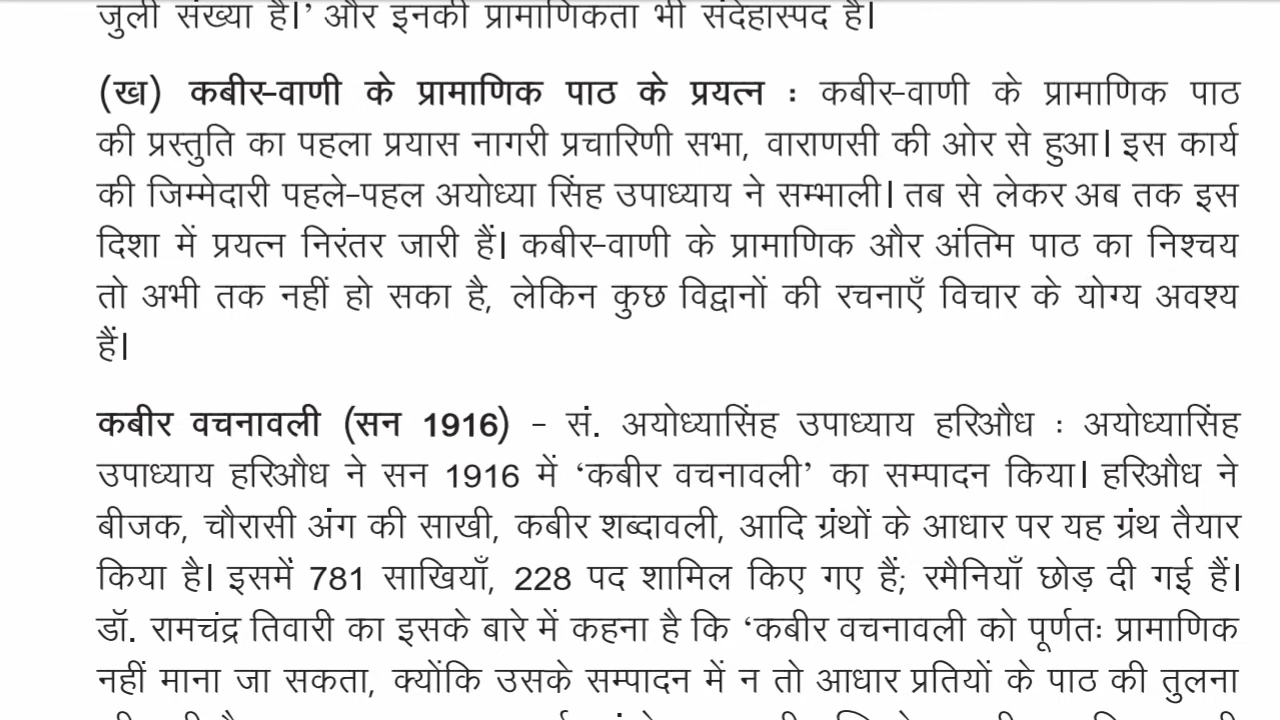 जुली संख्या है।’ और इनकी प्रामाणिकता भी संदेहास्पद है।
(ख) कबीर-वाणी के प्रामाणिक पाठ के प्रयत्न : कबीर-वाणी के प्रामाणिक पाठ
की प्रस्तुति का पहला प्रयास नागरी प्रचारिणी सभा, वाराणसी की ओर से हुआ। इस कार्य
की जिम्मेदारी पहले-पहल अयोध्या सिंह उपाध्याय ने सम्भाली। तब से लेकर अब तक इस
दिशा में प्रयत्न निरंतर जारी हैं। कबीर-वाणी के प्रामाणिक और अंतिम पाठ का निश्चय
तो अभी तक नहीं हो सका है, लेकिन कुछ विद्वानों की रचनाएँ विचार के योग्य अवश्य
हैं।
कबीर वचनावली (सन 1916) - सं. अयोध्यासिंह उपाध्याय हरिऔध : अयोध्यासिंह
उपाध्याय हरिऔध ने सन 1916 में ‘कबीर वचनावली’ का सम्पादन किया। हरिऔध ने
बीजक, चौरासी अंग की साखी, कबीर शब्दावली, आदि ग्रंथों के आधार पर यह ग्रंथ तैयार
किया है। इसमें 781 साखियाँ, 228 पद शामिल किए गए हैं; रमैनियाँ छोड़ दी गई हैं।
डॉ. रामचंद्र तिवारी का इसके बारे में कहना है कि ‘कबीर वचनावली को पूर्णतः प्रामाणिक
नहीं माना जा सकता, क्योंकि उसके सम्पादन में न तो आधार प्रतियों के पाठ की तुलना